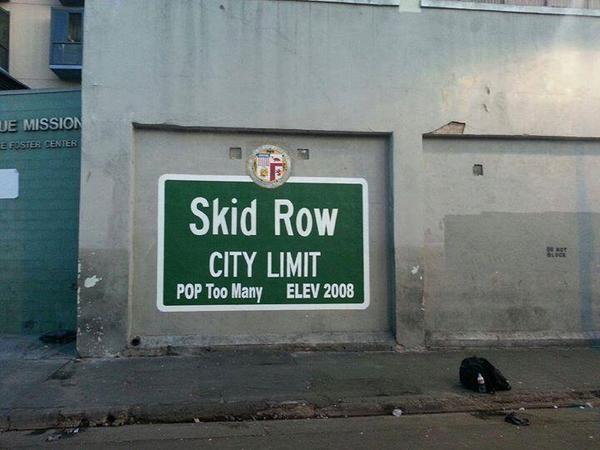 UE MISSION
E FOSTER CENTER
Skid Row
CITY LIMIT
POP Too Many ELEV 2008
DO NOT
BLOCK